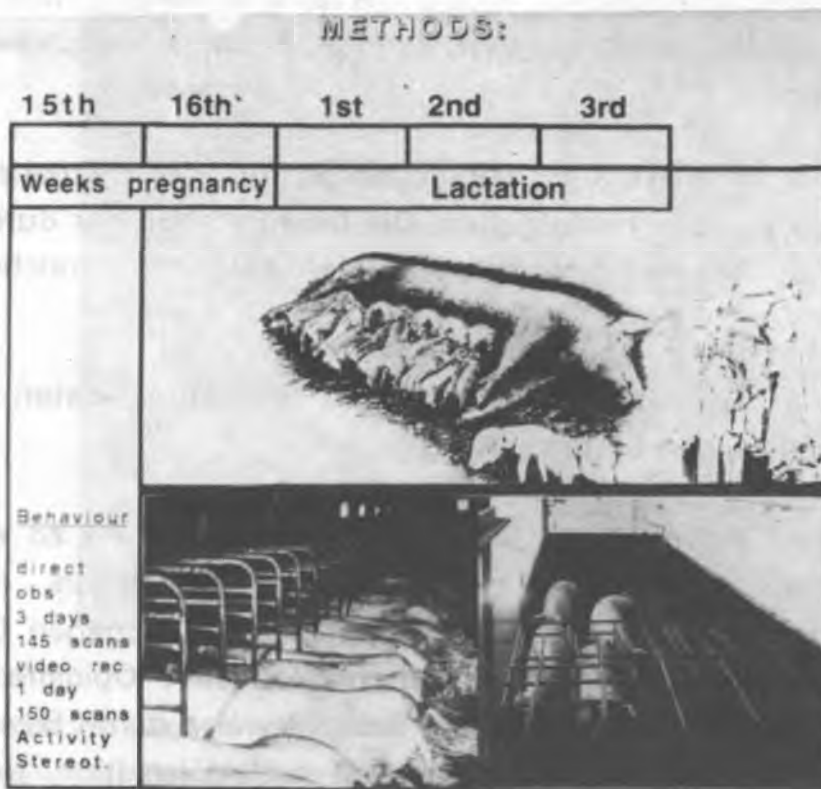 METHODS:
15th 16th 1st 2nd 3rd
Weeks pregnancy Lactation
Behaviour
direct
obs
3 days
145 scans
video rec
1 day
150 scans
Activity
Stereot.